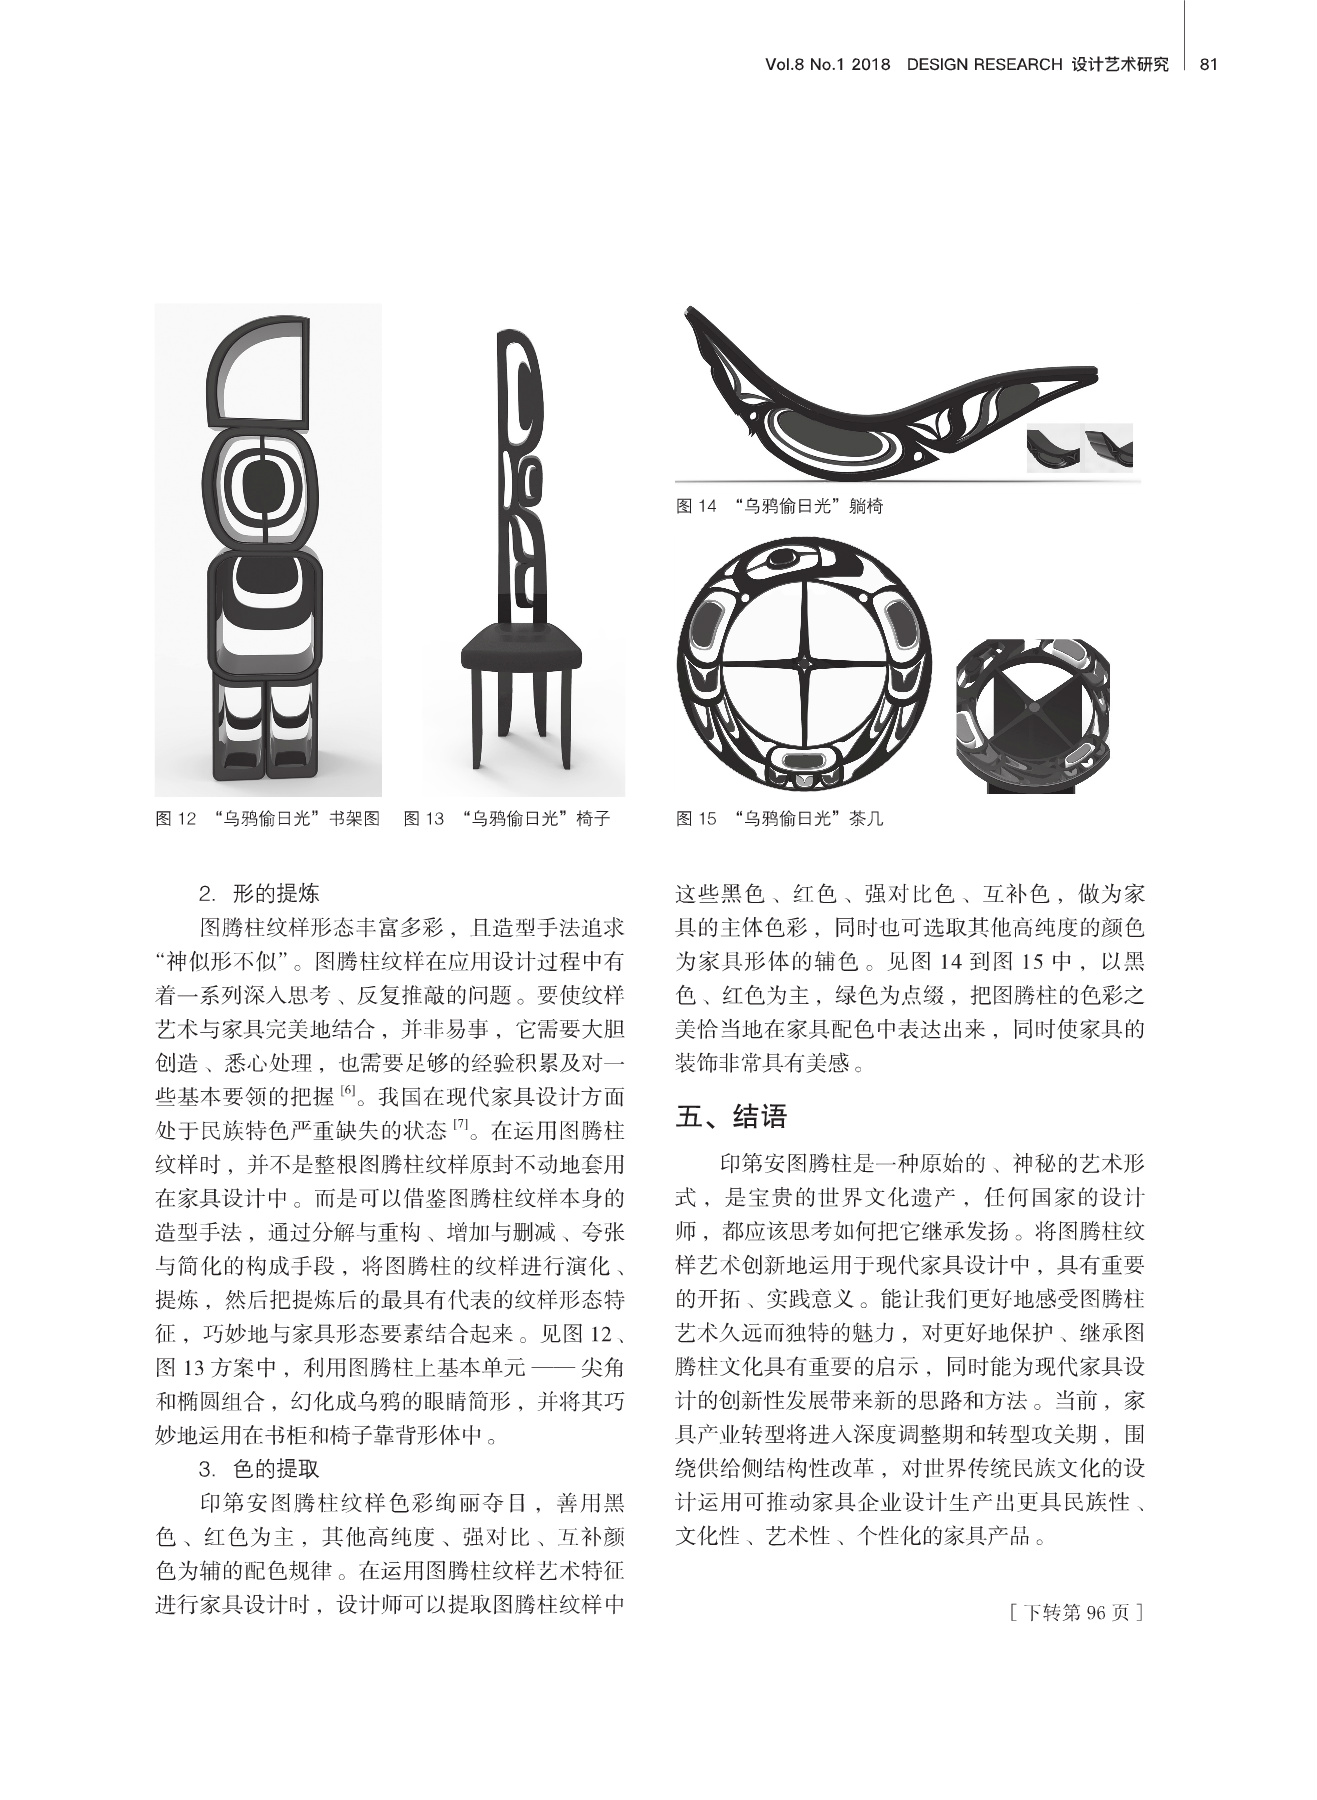 Vol.8 No.1 2018 DESIGN RESEARCH 设计艺术研究 81
图 14 “乌鸦偷日光”躺椅
图 12 “乌鸦偷日光”书架图 图 13 “乌鸦偷日光”椅子
图 15 “乌鸦偷日光”茶几
2. 形的提炼
图腾柱纹样形态丰富多彩，且造型手法追求
“神似形不似”。图腾柱纹样在应用设计过程中有
着一系列深入思考、反复推敲的问题。要使纹样
艺术与家具完美地结合，并非易事，它需要大胆
创造、悉心处理，也需要足够的经验积累及对一
些基本要领的把握[6]。我国在现代家具设计方面
处于民族特色严重缺失的状态[7]。在运用图腾柱
纹样时，并不是整根图腾柱纹样原封不动地套用
在家具设计中。而是可以借鉴图腾柱纹样本身的
造型手法，通过分解与重构、增加与删减、夸张
与简化的构成手段，将图腾柱的纹样进行演化、
提炼，然后把提炼后的最具有代表的纹样形态特
征，巧妙地与家具形态要素结合起来。见图 12、
图 13 方案中，利用图腾柱上基本单元——尖角
和椭圆组合，幻化成乌鸦的眼睛简形，并将其巧
妙地运用在书柜和椅子靠背形体中。
3. 色的提取
印第安图腾柱纹样色彩绚丽夺目，善用黑
色、红色为主，其他高纯度、强对比、互补颜
色为辅的配色规律。在运用图腾柱纹样艺术特征
进行家具设计时，设计师可以提取图腾柱纹样中
这些黑色、红色、强对比色、互补色，做为家
具的主体色彩，同时也可选取其他高纯度的颜色
为家具形体的辅色。见图 14 到图 15 中，以黑
色、红色为主，绿色为点缀，把图腾柱的色彩之
美恰当地在家具配色中表达出来，同时使家具的
装饰非常具有美感。
五、结语
印第安图腾柱是一种原始的、神秘的艺术形
式，是宝贵的世界文化遗产，任何国家的设计
师，都应该思考如何把它继承发扬。将图腾柱纹
样艺术创新地运用于现代家具设计中，具有重要
的开拓、实践意义。能让我们更好地感受图腾柱
艺术久远而独特的魅力，对更好地保护、继承图
腾柱文化具有重要的启示，同时能为现代家具设
计的创新性发展带来新的思路和方法。当前，家
具产业转型将进入深度调整期和转型攻关期，围
绕供给侧结构性改革，对世界传统民族文化的设
计运用可推动家具企业设计生产出更具民族性、
文化性、艺术性、个性化的家具产品。
［下转第 96 页］